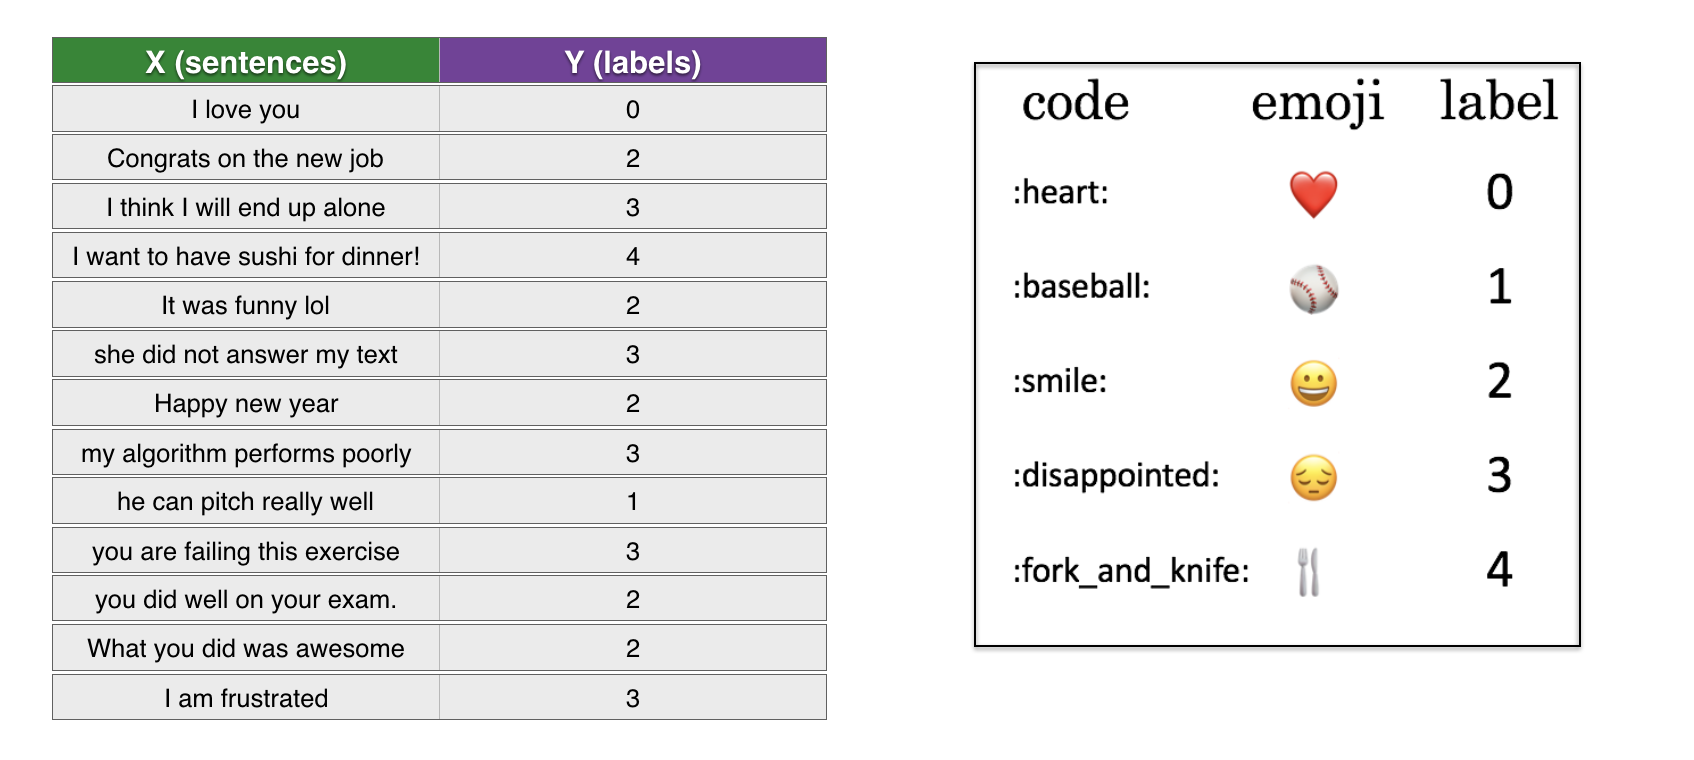 X (sentences) Y (labels)
I love you 0
Congrats on the new job 2
I think I will end up alone 3
I want to have sushi for dinner! 4
It was funny lol 2
she did not answer my text 3
Happy new year 2
my algorithm performs poorly 3
he can pitch really well 1
you are failing this exercise 3
you did well on your exam. 2
What you did was awesome 2
I am frustrated 3
code emoji label
:heart: ❤️ 0
:baseball: ⚾ 1
:smile: 😀 2
:disappointed: 😔 3
:fork_and_knife: 🍴 4